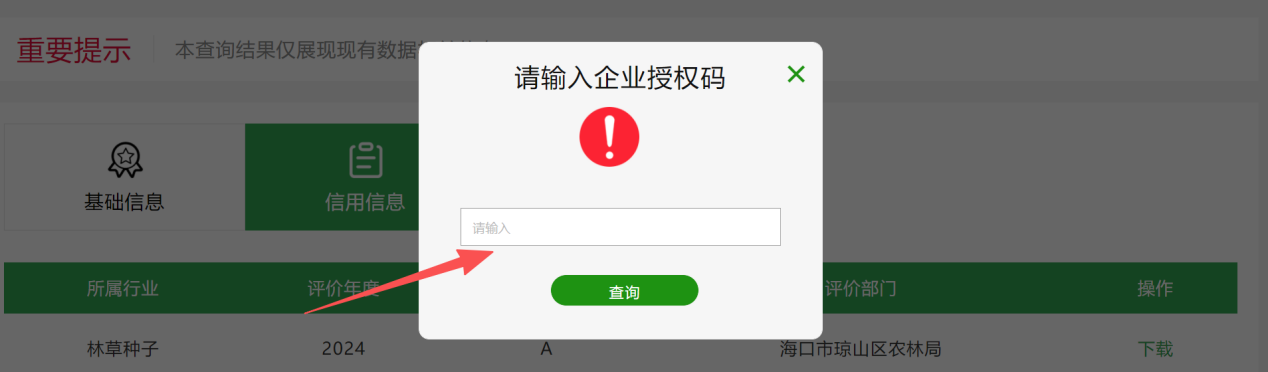 重要提示
本查询结果仅展现现有数据
请输入企业授权码
基础信息
信用信息
请输入
查询
所属行业 评价年度 评价部门 操作
林草种子 2024 A 海口市琼山区农林局 下载